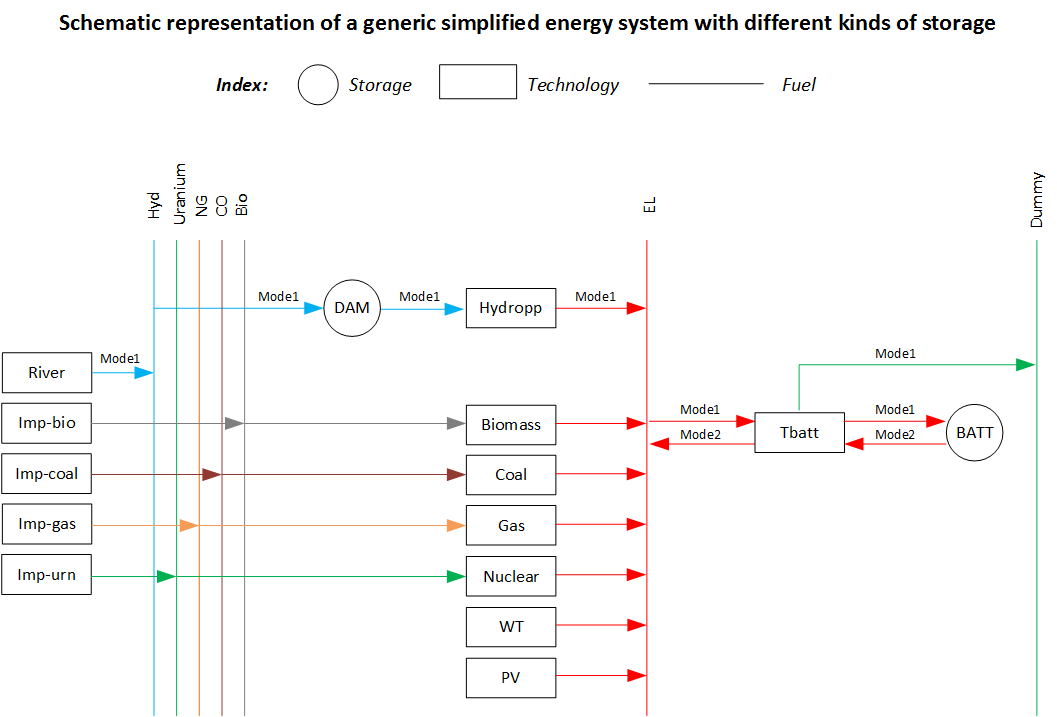 Schematic representation of a generic simplified energy system with different kinds of storage
Index: Storage Technology Fuel
Hyd
Uranium
NG
CO
Bio
EL
Dummy
Mode1 DAM Mode1 Hydropp Mode1
River Mode1
Mode1
Imp-bio Biomass
Mode1 Tbatt Mode1 BATT
Mode2 Mode2
Imp-coal Coal
Imp-gas Gas
Imp-urn Nuclear
WT
PV